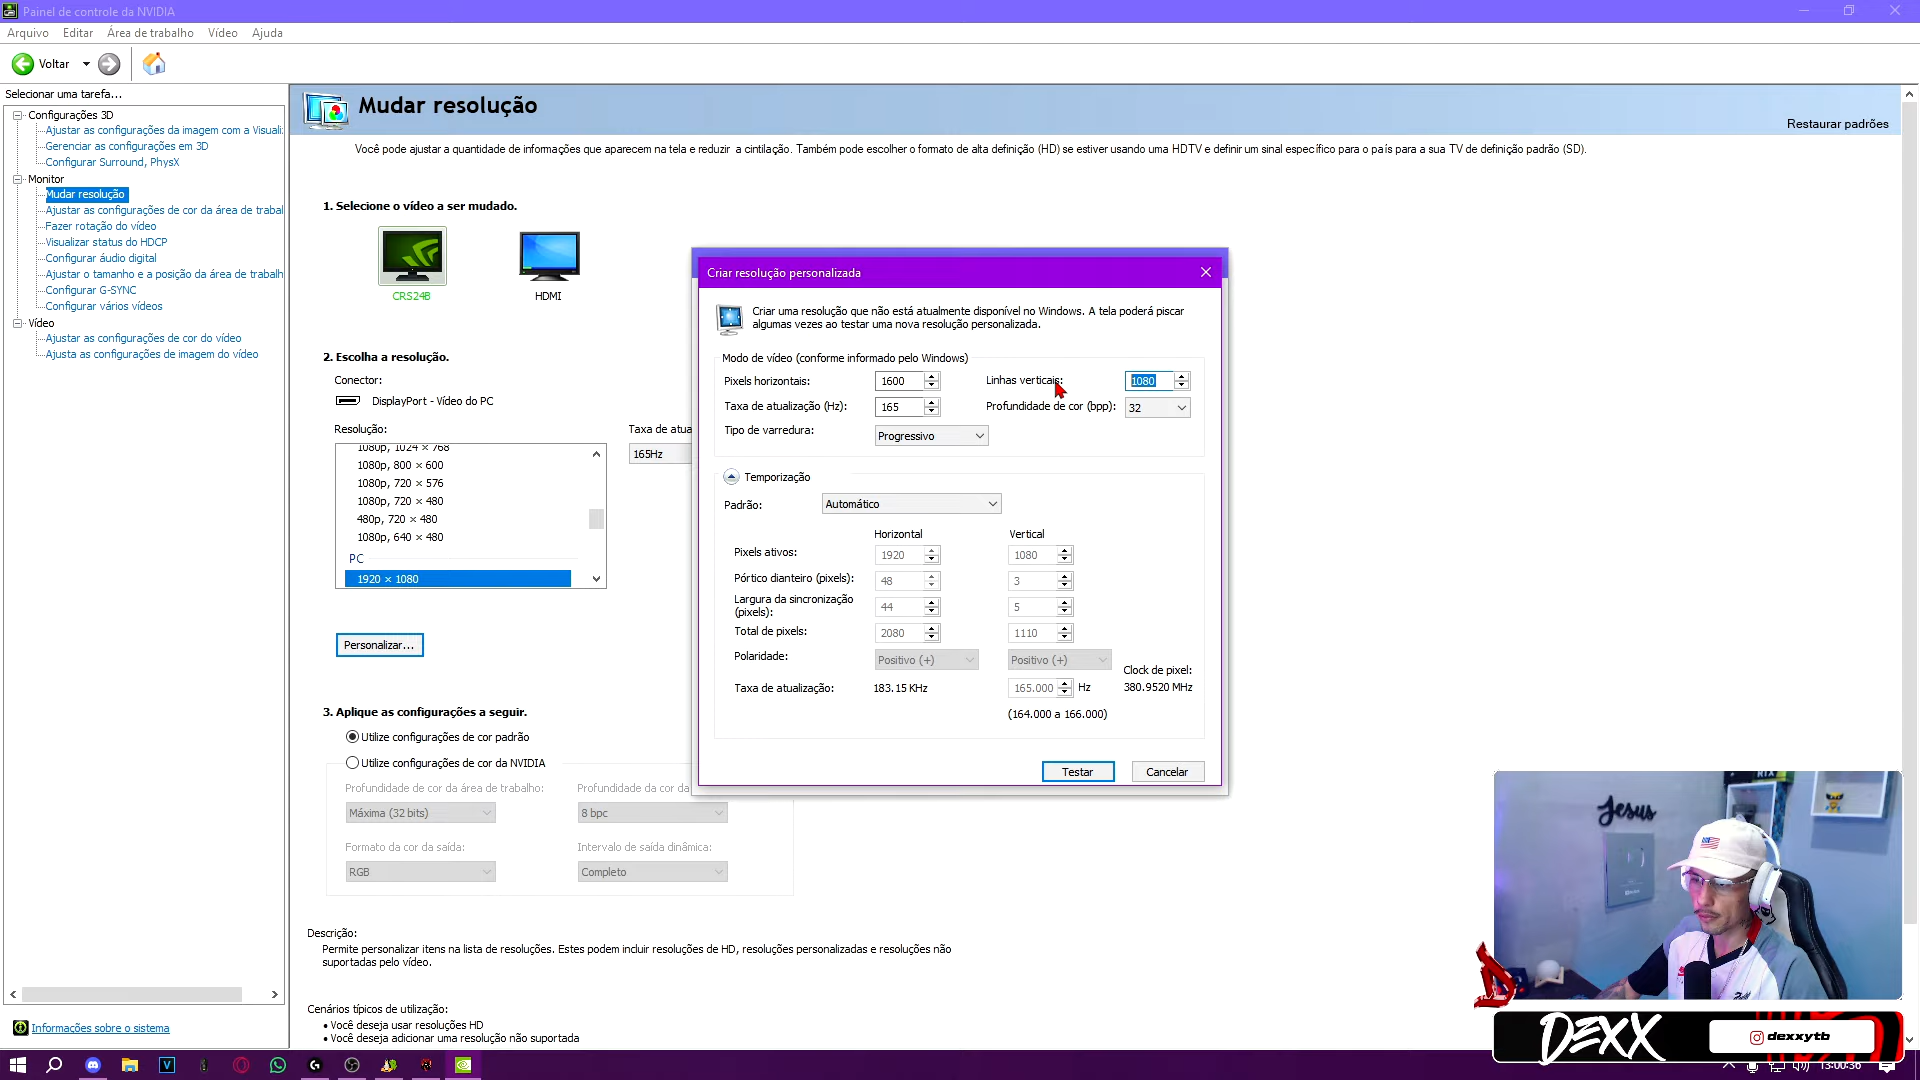 Painel de controle da NVIDIA
Arquivo Editar Área de trabalho Vídeo Ajuda
Voltar
Selecionar uma tarefa...
Configurações 3D
Ajustar as configurações da imagem com a Visuali
Gerenciar as configurações em 3D
Configurar Surround, PhysX
Monitor
Mudar resolução
Ajustar as configurações de cor da área de trabal
Fazer rotação do vídeo
Visualizar status do HDCP
Configurar áudio digital
Ajustar o tamanho e a posição da área de trabalh
Configurar G-SYNC
Configurar vários vídeos
Vídeo
Ajustar as configurações de cor do vídeo
Ajusta as configurações de imagem do vídeo
Informações sobre o sistema
Mudar resolução
Restaurar padrões
Você pode ajustar a quantidade de informações que aparecem na tela e reduzir a cintilação. Também pode escolher o formato de alta definição (HD) se estiver usando uma HDTV e definir um sinal específico para o país para a sua TV de definição padrão (SD).
1. Selecione o vídeo a ser mudado.
CRS24B HDMI
2. Escolha a resolução.
Conector:
DisplayPort - Vídeo do PC
Resolução: Taxa de atua
165Hz
1080p, 1024 × 768
1080p, 800 × 600
1080p, 720 × 576
1080p, 720 × 480
480p, 720 × 480
1080p, 640 × 480
PC
1920 × 1080
Personalizar...
3. Aplique as configurações a seguir.
Utilize configurações de cor padrão
Utilize configurações de cor da NVIDIA
Profundidade de cor da área de trabalho: Profundidade da cor da
Máxima (32 bits) 8 bpc
Formato da cor da saída: Intervalo de saída dinâmica:
RGB Completo
Descrição:
Permite personalizar itens na lista de resoluções. Estes podem incluir resoluções de HD, resoluções personalizadas e resoluções não
suportadas pelo vídeo.
Cenários típicos de utilização:
• Você deseja usar resoluções HD
• Você deseja adicionar uma resolução não suportada
Criar resolução personalizada
Criar uma resolução que não está atualmente disponível no Windows. A tela poderá piscar
algumas vezes ao testar uma nova resolução personalizada.
Modo de vídeo (conforme informado pelo Windows)
Pixels horizontais: 1600 Linhas verticais: 1080
Taxa de atualização (Hz): 165 Profundidade de cor (bpp): 32
Tipo de varredura: Progressivo
Temporização
Padrão: Automático
Horizontal Vertical
Pixels ativos: 1920 1080
Pórtico dianteiro (pixels): 48 3
Largura da sincronização
(pixels): 44 5
Total de pixels: 2080 1110
Polaridade: Positivo (+) Positivo (+)
Clock de pixel:
Taxa de atualização: 183.15 KHz 165.000 Hz 380.9520 MHz
(164.000 a 166.000)
Testar Cancelar
Jesus
DEXX
dexxytb
13:00:36